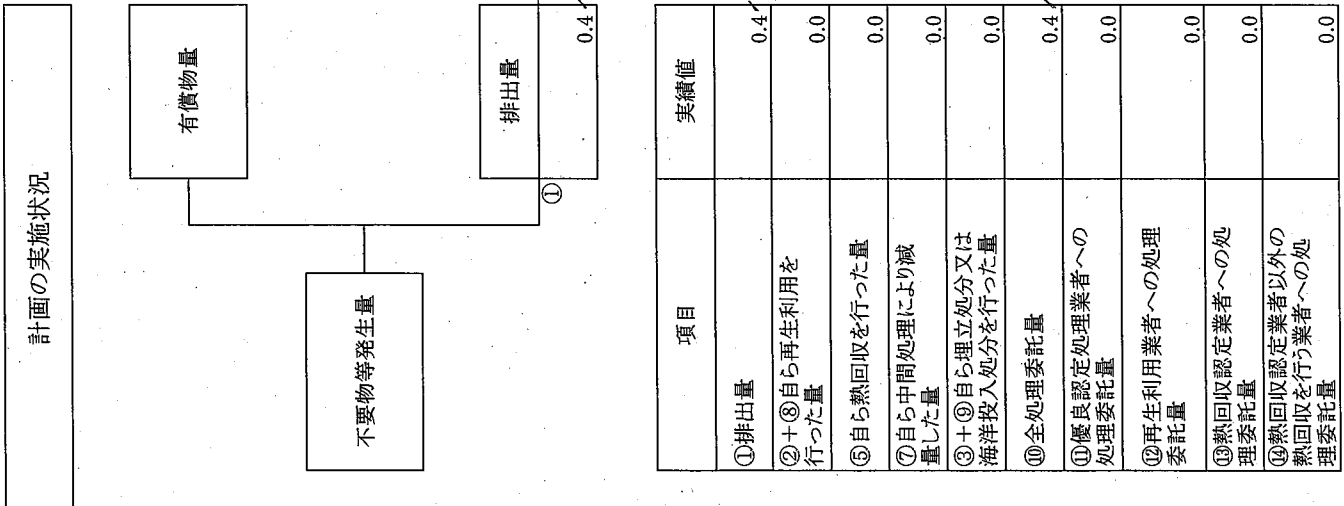 計画の実施状況
有償物量
不要物等発生量
排出量
①
0.4
項目
実績値
①排出量
0.4
②+⑧自ら再生利用を
行った量
0.0
⑤自ら熱回収を行った量
0.0
⑦自ら中間処理により減
量した量
0.0
③+⑨自ら埋立処分又は
海洋投入処分を行った量
0.0
⑩全処理委託量
0.4
⑪優良認定処理業者への
処理委託量
0.0
⑫再生利用業者への処理
委託量
0.0
⑬熱回収認定業者への処
理委託量
0.0
⑭熱回収認定業者以外の
熱回収を行う業者への処
理委託量
0.0